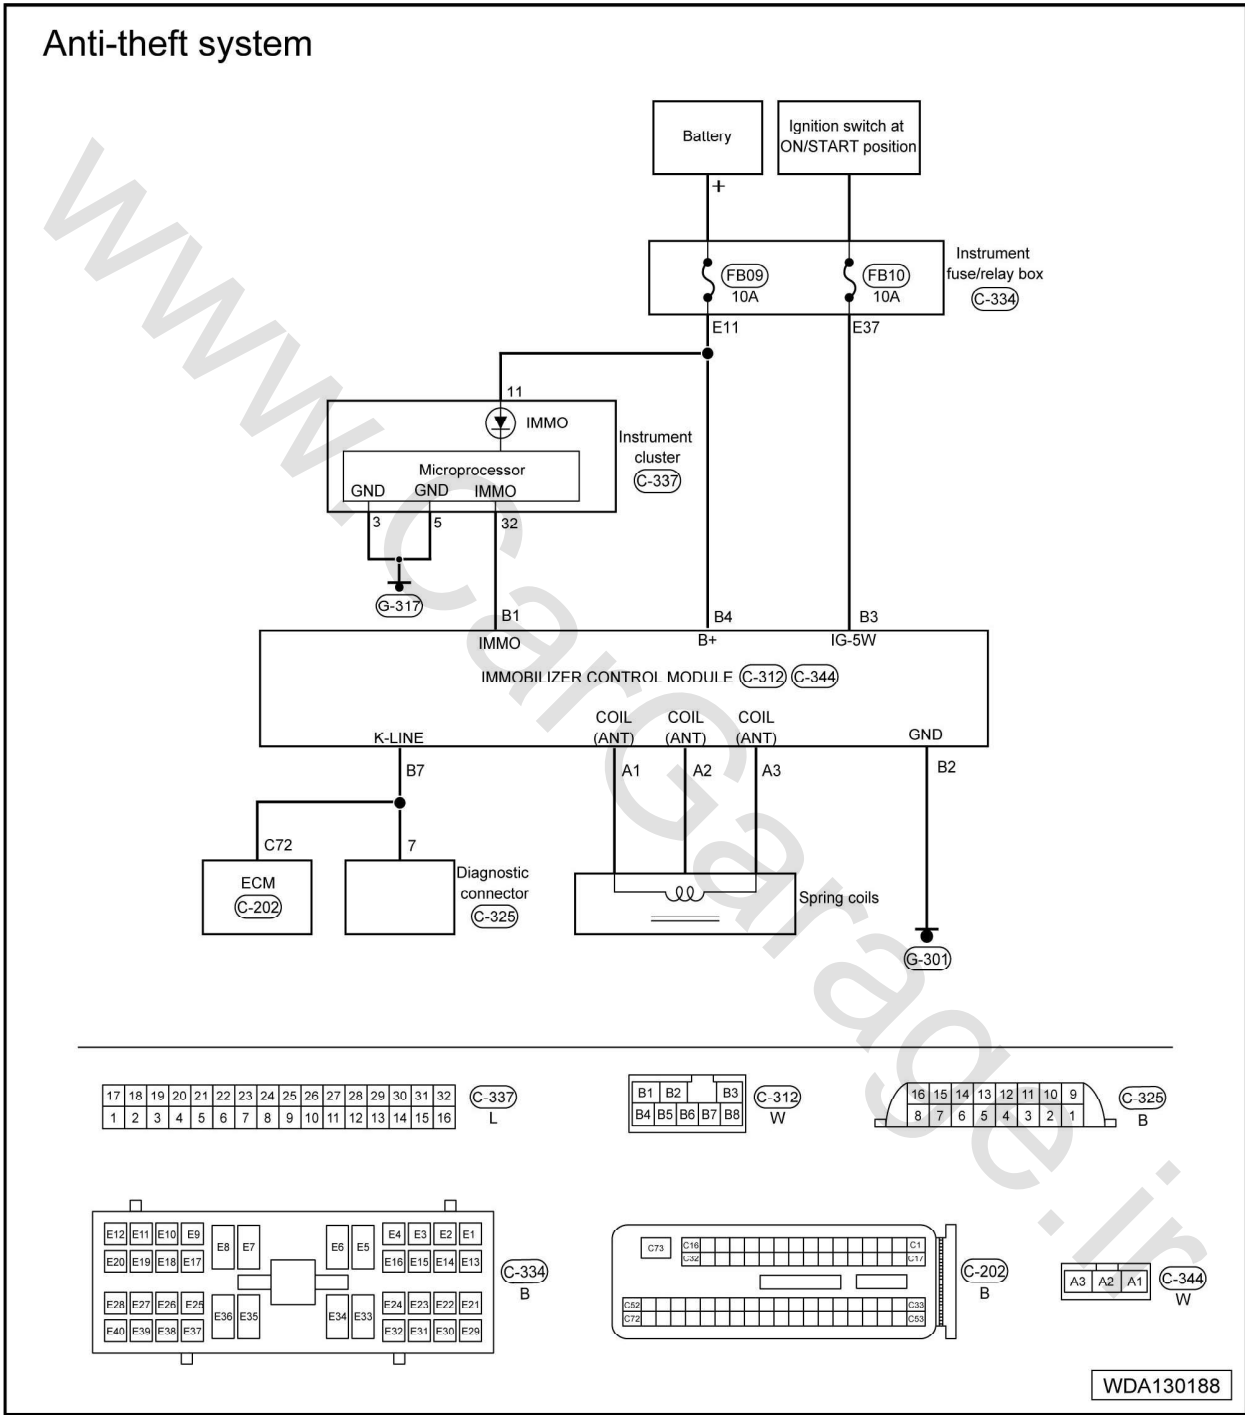 Anti-theft system
Battery
Ignition switch at
ON/START position
+
Instrument
fuse/relay box
C-334
FB09
10A
FB10
10A
E11
E37
11
IMMO
Instrument
cluster
C-337
Microprocessor
GND
GND
IMMO
3
5
32
G-317
B1
B4
B3
IMMO
B+
IG-5W
IMMOBILIZER CONTROL MODULE C-312 C-344
COIL
(ANT)
COIL
(ANT)
COIL
(ANT)
K-LINE
GND
B7
A1
A2
A3
B2
C72
7
ECM
C-202
Diagnostic
connector
C-325
Spring coils
G-301
17 18 19 20 21 22 23 24 25 26 27 28 29 30 31 32
1 2 3 4 5 6 7 8 9 10 11 12 13 14 15 16
C-337
L
B1 B2 B3
B4 B5 B6 B7 B8
C-312
W
16 15 14 13 12 11 10 9
8 7 6 5 4 3 2 1
C-325
B
E12 E11 E10 E9 E8 E7 E6 E5 E4 E3 E2 E1
E20 E19 E18 E17 E16 E15 E14 E13
E28 E27 E26 E25 E36 E35 E34 E33 E24 E23 E22 E21
E40 E39 E38 E37 E32 E31 E30 E29
C-334
B
C73
C16 C1
C32 C17
C52 C33
C72 C53
C-202
B
A3 A2 A1
C-344
W
WDA130188
www.CarGarage.ir